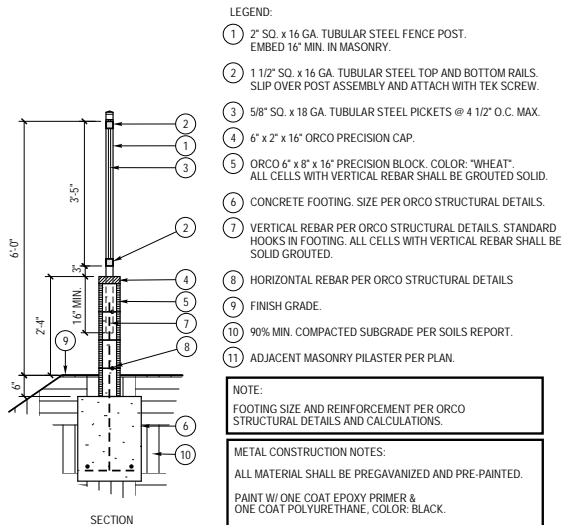 LEGEND:
1 2" SQ. x 16 GA. TUBULAR STEEL FENCE POST.
EMBED 16" MIN. IN MASONRY.
2 1 1/2" SQ. x 16 GA. TUBULAR STEEL TOP AND BOTTOM RAILS.
SLIP OVER POST ASSEMBLY AND ATTACH WITH TEK SCREW.
3 5/8" SQ. x 18 GA. TUBULAR STEEL PICKETS @ 4 1/2" O.C. MAX.
4 6" x 2" x 16" ORCO PRECISION CAP.
5 ORCO 6" x 8" x 16" PRECISION BLOCK. COLOR: "WHEAT".
ALL CELLS WITH VERTICAL REBAR SHALL BE GROUTED SOLID.
6 CONCRETE FOOTING. SIZE PER ORCO STRUCTURAL DETAILS.
7 VERTICAL REBAR PER ORCO STRUCTURAL DETAILS. STANDARD
HOOKS IN FOOTING. ALL CELLS WITH VERTICAL REBAR SHALL BE
SOLID GROUTED.
8 HORIZONTAL REBAR PER ORCO STRUCTURAL DETAILS
9 FINISH GRADE.
10 90% MIN. COMPACTED SUBGRADE PER SOILS REPORT.
11 ADJACENT MASONRY PILASTER PER PLAN.
NOTE:
FOOTING SIZE AND REINFORCEMENT PER ORCO
STRUCTURAL DETAILS AND CALCULATIONS.
METAL CONSTRUCTION NOTES:
ALL MATERIAL SHALL BE PREGAVANIZED AND PRE-PAINTED.
PAINT W/ ONE COAT EPOXY PRIMER &
ONE COAT POLYURETHANE, COLOR: BLACK.
2
1
3
2
4
5
7
8
6
10
9
6'-0"
3'-5"
3"
2'-4"
16" MIN.
6"
SECTION